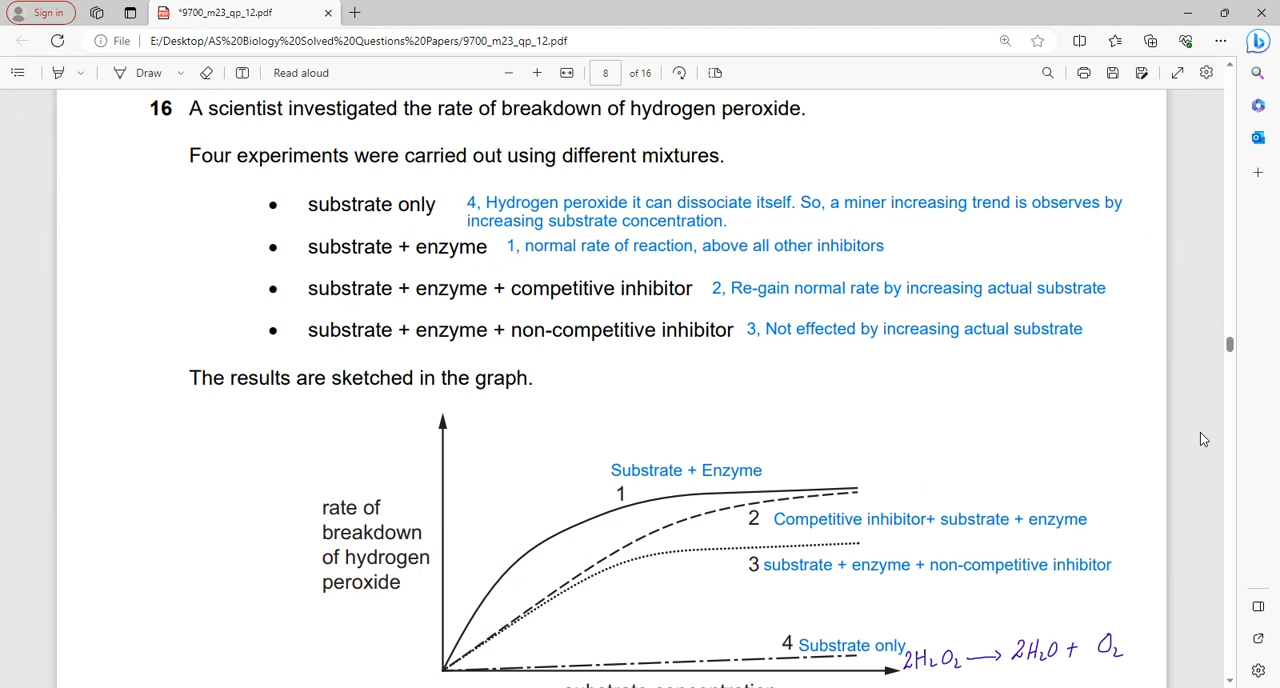 Sign in
*9700_m23_qp_12.pdf
File
E:/Desktop/AS%20Biology%20Solved%20Questions%20Papers/9700_m23_qp_12.pdf
Draw
Read aloud
8
of 16
16 A scientist investigated the rate of breakdown of hydrogen peroxide.
Four experiments were carried out using different mixtures.
• substrate only 4, Hydrogen peroxide it can dissociate itself. So, a miner increasing trend is observes by
increasing substrate concentration.
• substrate + enzyme 1, normal rate of reaction, above all other inhibitors
• substrate + enzyme + competitive inhibitor 2, Re-gain normal rate by increasing actual substrate
• substrate + enzyme + non-competitive inhibitor 3, Not effected by increasing actual substrate
The results are sketched in the graph.
Substrate + Enzyme
1
rate of
breakdown
of hydrogen
peroxide
2 Competitive inhibitor+ substrate + enzyme
3 substrate + enzyme + non-competitive inhibitor
4 Substrate only
2H₂O₂ → 2H₂O + O₂
substrate concentration